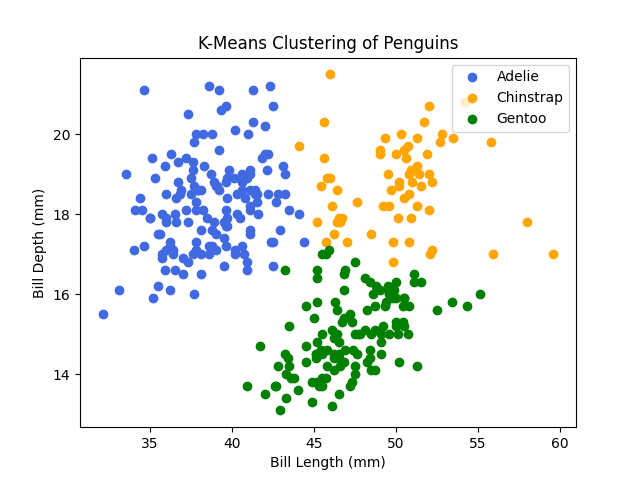 K-Means Clustering of Penguins
Adelie
Chinstrap
Gentoo
Bill Depth (mm)
20
18
16
14
35
40
45
50
55
60
Bill Length (mm)